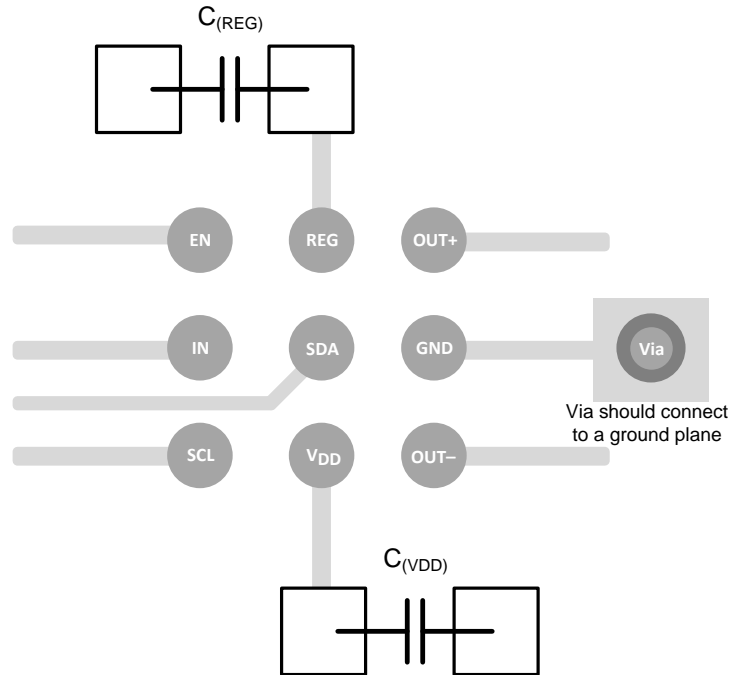 C(REG)
EN REG OUT+
IN SDA GND Via
Via should connect
to a ground plane
SCL VDD OUT–
C(VDD)